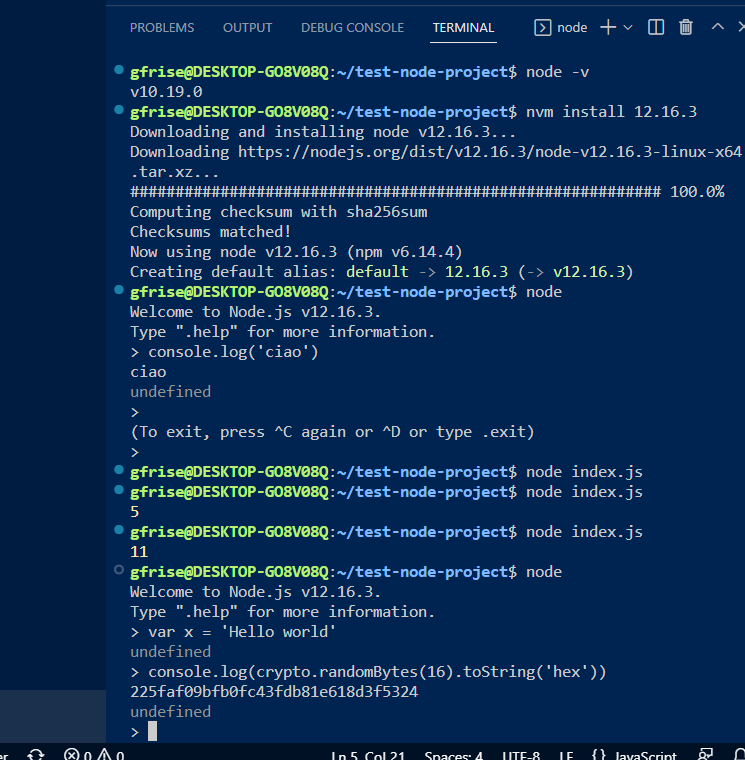 PROBLEMS OUTPUT DEBUG CONSOLE TERMINAL node
gfrise@DESKTOP-GO8V08Q:~/test-node-project$ node -v
v10.19.0
gfrise@DESKTOP-GO8V08Q:~/test-node-project$ nvm install 12.16.3
Downloading and installing node v12.16.3...
Downloading https://nodejs.org/dist/v12.16.3/node-v12.16.3-linux-x64
.tar.xz...
########################################################### 100.0%
Computing checksum with sha256sum
Checksums matched!
Now using node v12.16.3 (npm v6.14.4)
Creating default alias: default -> 12.16.3 (-> v12.16.3)
gfrise@DESKTOP-GO8V08Q:~/test-node-project$ node
Welcome to Node.js v12.16.3.
Type ".help" for more information.
> console.log('ciao')
ciao
undefined
>
(To exit, press ^C again or ^D or type .exit)
>
gfrise@DESKTOP-GO8V08Q:~/test-node-project$ node index.js
gfrise@DESKTOP-GO8V08Q:~/test-node-project$ node index.js
5
gfrise@DESKTOP-GO8V08Q:~/test-node-project$ node index.js
11
gfrise@DESKTOP-GO8V08Q:~/test-node-project$ node
Welcome to Node.js v12.16.3.
Type ".help" for more information.
> var x = 'Hello world'
undefined
> console.log(crypto.randomBytes(16).toString('hex'))
225faf09bfb0fc43fdb81e618d3f5324
undefined
>
0 0 Ln 5, Col 21 Spaces: 4 UTF-8 LF {} JavaScript